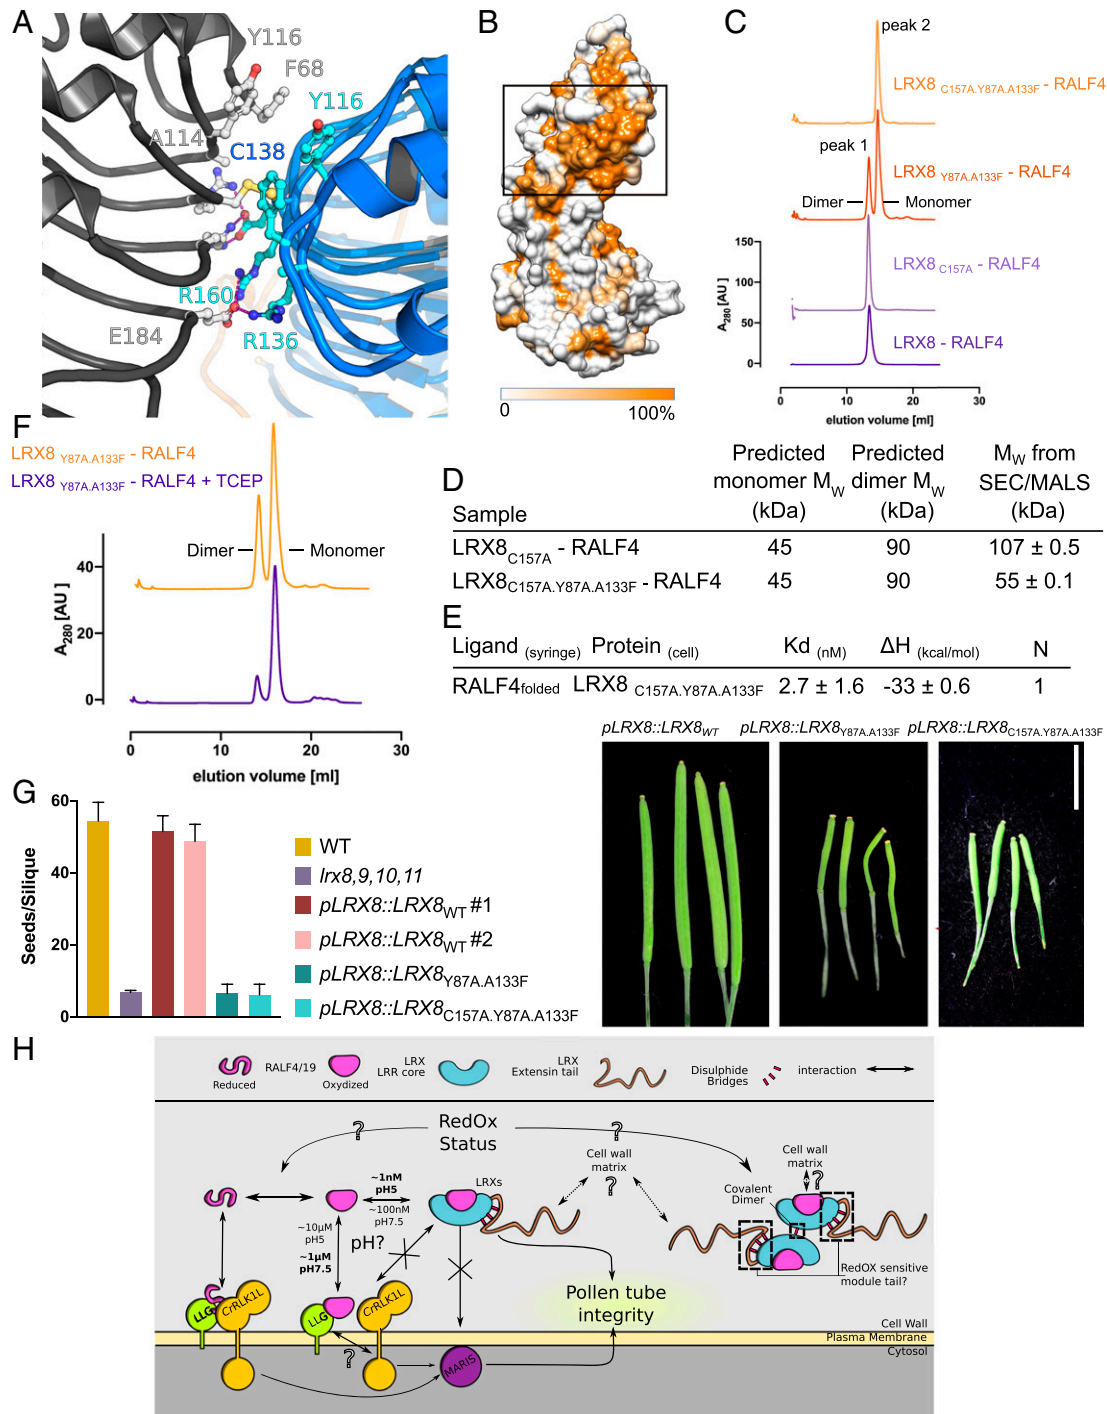 A
Y116
F68
Y116
A114
C138
R160
E184
R136
B
0
100%
C
peak 2
LRX8 C157A.Y87A.A133F - RALF4
peak 1
LRX8 Y87A.A133F - RALF4
Dimer
Monomer
150
100
50
0
A280 [AU ]
LRX8 C157A - RALF4
LRX8 - RALF4
0
10
20
30
elution volume [ml]
F
LRX8 Y87A.A133F - RALF4
LRX8 Y87A.A133F - RALF4 + TCEP
Dimer
Monomer
40
20
0
A280 [AU]
0
10
20
30
elution volume [ml]
D
Sample
Predicted monomer MW (kDa)
Predicted dimer MW (kDa)
MW from SEC/MALS (kDa)
LRX8C157A - RALF4 45 90 107 ± 0.5
LRX8C157A.Y87A.A133F - RALF4 45 90 55 ± 0.1
E
Ligand (syringe) Protein (cell) Kd (nM) ΔH (kcal/mol) N
RALF4folded LRX8 C157A.Y87A.A133F 2.7 ± 1.6 -33 ± 0.6 1
pLRX8::LRX8WT
pLRX8::LRX8Y87A.A133F
pLRX8::LRX8C157A.Y87A.A133F
G
60
40
20
0
Seeds/Silique
WT
lrx8,9,10,11
pLRX8::LRX8WT #1
pLRX8::LRX8WT #2
pLRX8::LRX8Y87A.A133F
pLRX8::LRX8C157A.Y87A.A133F
H
Reduced
RALF4/19
Oxydized
LRX
LRR core
LRX
Extensin tail
Disulphide
Bridges
interaction
?
RedOx
Status
?
Cell wall
matrix
?
Cell wall
matrix
?
~1nM
pH5
~100nM
pH7.5
LRXs
Covalent
Dimer
~10µM
pH5
~1µM
pH7.5
pH?
RedOX sensitive
module tail?
LLG
CrRLK1L
LLG
CrRLK1L
?
MARIS
Pollen tube
integrity
Cell Wall
Plasma Membrane
Cytosol